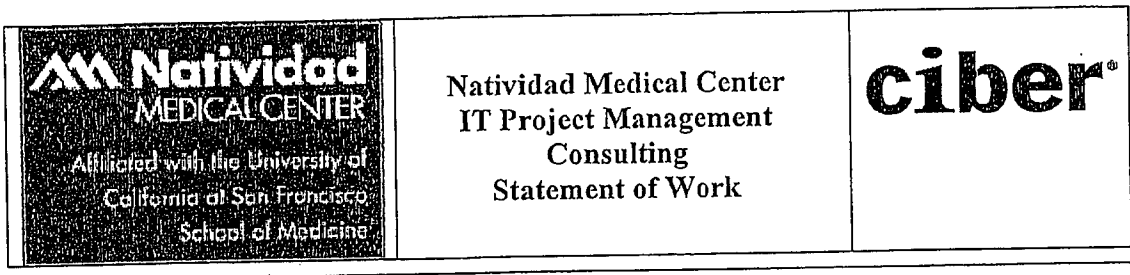 Natividad
MEDICAL CENTER
Affiliated with the University of
California at San Francisco
School of Medicine
Natividad Medical Center
IT Project Management
Consulting
Statement of Work
ciber®